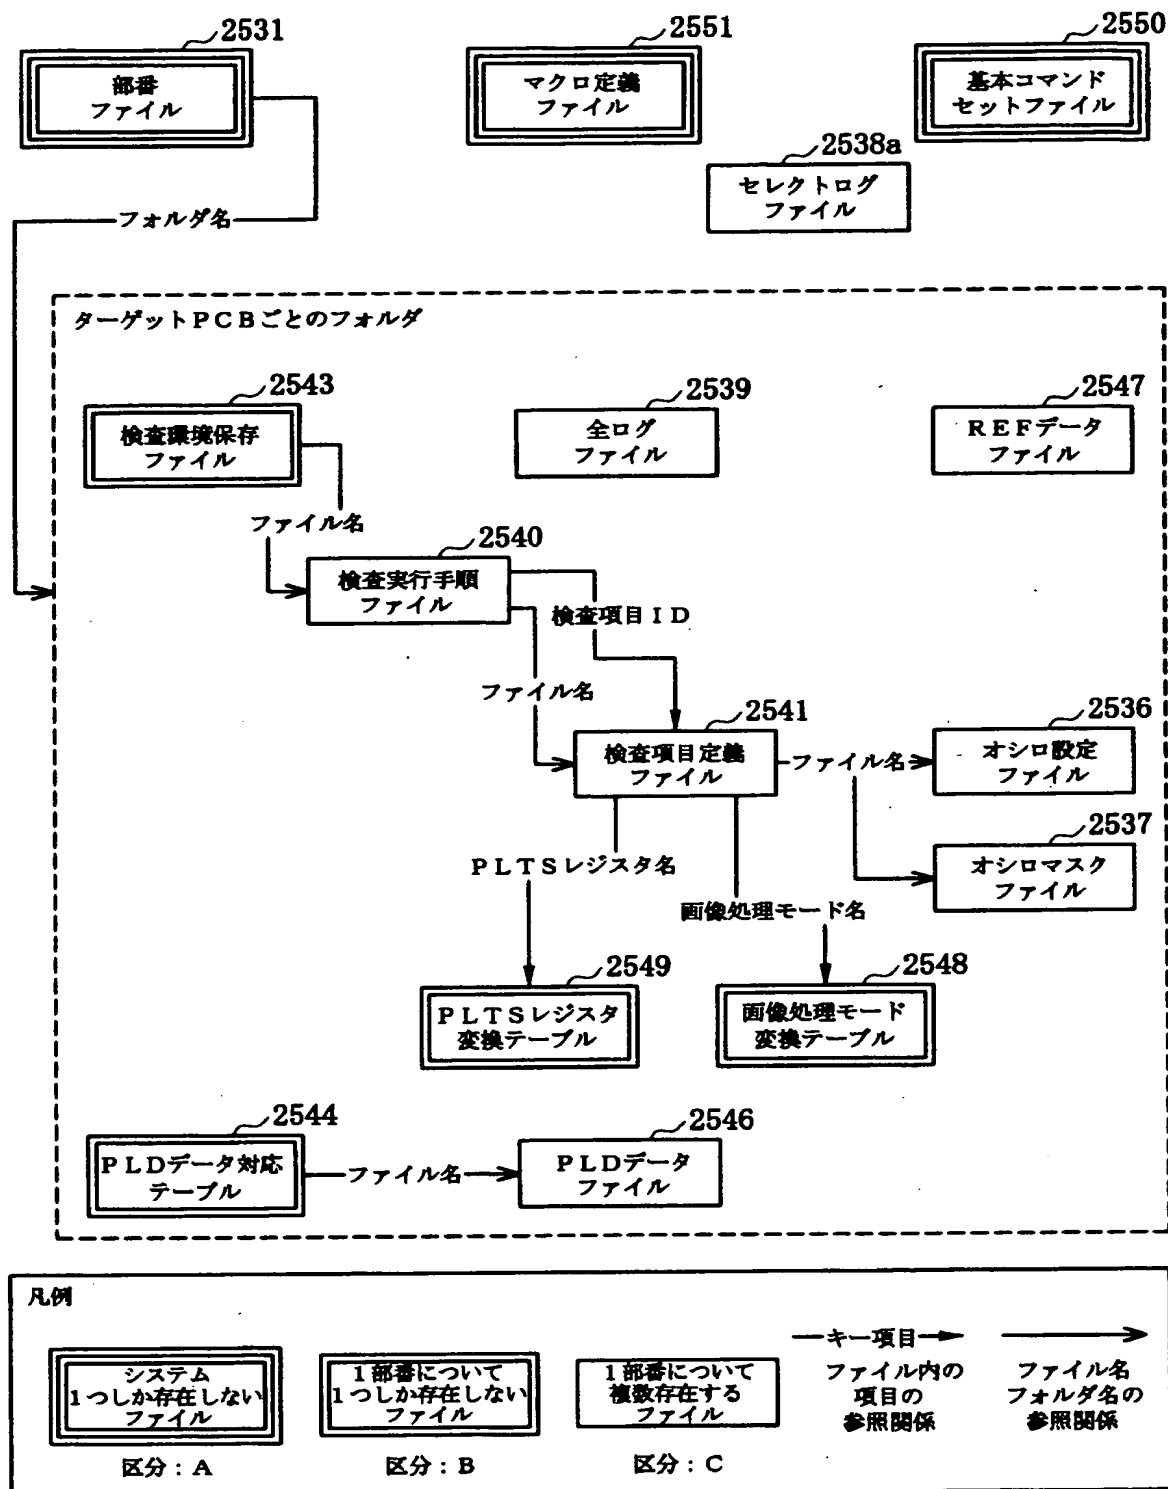 2531
部番
ファイル
2551
マクロ定義
ファイル
2550
基本コマンド
セットファイル
2538a
セレクトログ
ファイル
フォルダ名
ターゲットPCBごとのフォルダ
2543
検査環境保存
ファイル
2539
全ログ
ファイル
2547
REFデータ
ファイル
ファイル名
2540
検査実行手順
ファイル
検査項目ID
ファイル名
2541
検査項目定義
ファイル
ファイル名
2536
オシロ設定
ファイル
2537
オシロマスク
ファイル
PLTSレジスタ名
画像処理モード名
2549
PLTSレジスタ
変換テーブル
2548
画像処理モード
変換テーブル
2544
PLDデータ対応
テーブル
ファイル名
2546
PLDデータ
ファイル
凡例
システム
1つしか存在しない
ファイル
区分：A
1部番について
1つしか存在しない
ファイル
区分：B
1部番について
複数存在する
ファイル
区分：C
キー項目
ファイル内の
項目の
参照関係
ファイル名
フォルダ名の
参照関係